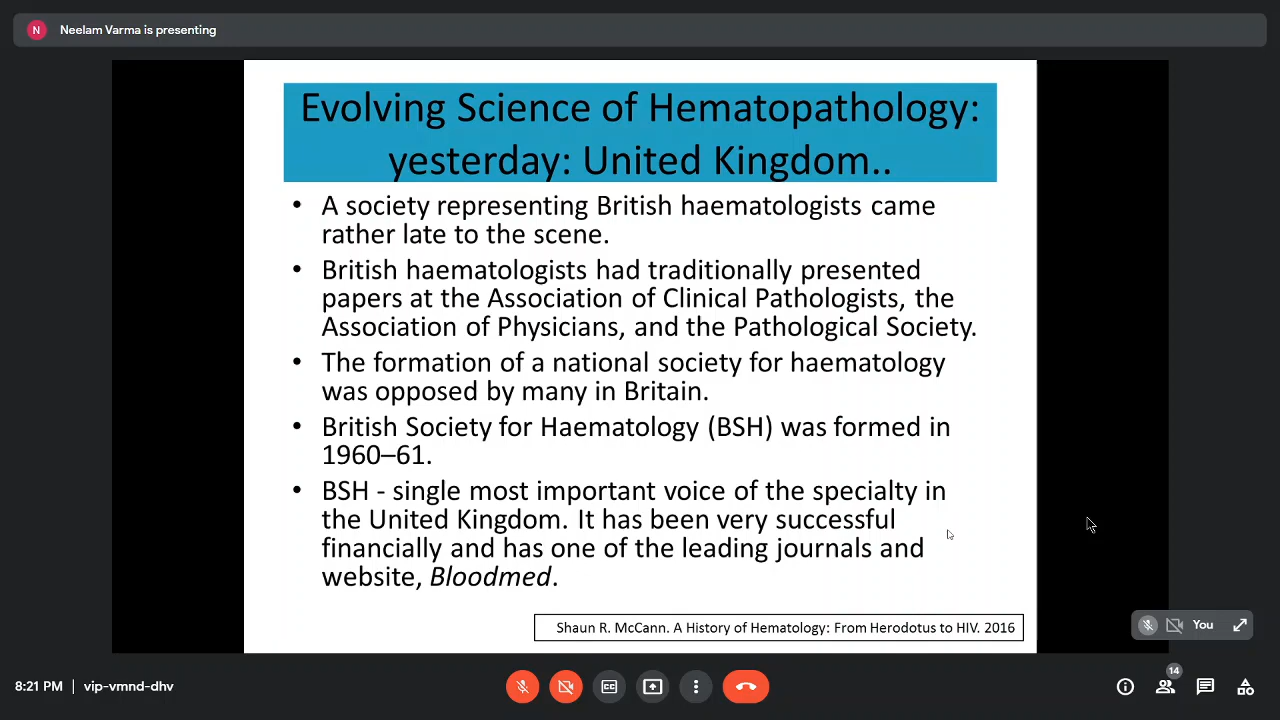 N Neelam Varma is presenting
Evolving Science of Hematopathology:
yesterday: United Kingdom..
• A society representing British haematologists came
rather late to the scene.
• British haematologists had traditionally presented
papers at the Association of Clinical Pathologists, the
Association of Physicians, and the Pathological Society.
• The formation of a national society for haematology
was opposed by many in Britain.
• British Society for Haematology (BSH) was formed in
1960–61.
• BSH - single most important voice of the specialty in
the United Kingdom. It has been very successful
financially and has one of the leading journals and
website, Bloodmed.
Shaun R. McCann. A History of Hematology: From Herodotus to HIV. 2016
You
8:21 PM | vip-vmnd-dhv
CC
14